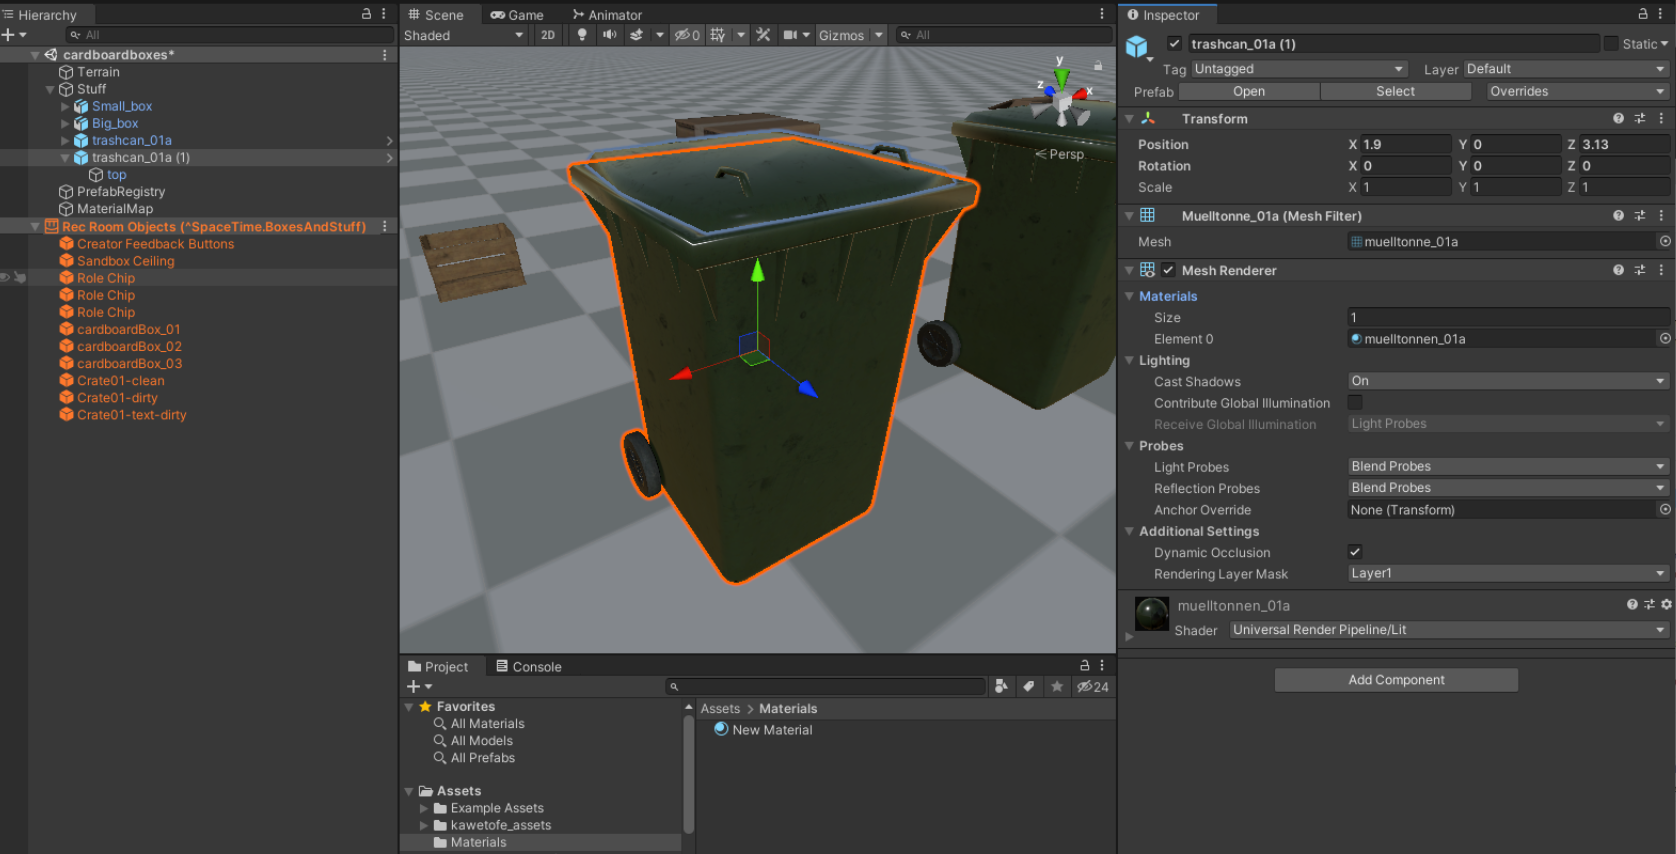 Hierarchy
All
cardboardboxes*
Terrain
Stuff
Small_box
Big_box
trashcan_01a
trashcan_01a (1)
top
PrefabRegistry
MaterialMap
Rec Room Objects (^SpaceTime.BoxesAndStuff)
Creator Feedback Buttons
Sandbox Ceiling
Role Chip
Role Chip
Role Chip
cardboardBox_01
cardboardBox_02
cardboardBox_03
Crate01-clean
Crate01-dirty
Crate01-text-dirty
Scene Game Animator
Shaded 2D 0 Gizmos All
y
z x
Persp
Project Console
24
Favorites
All Materials
All Models
All Prefabs
Assets
Example Assets
kawetofe_assets
Materials
Assets > Materials
New Material
Inspector
trashcan_01a (1) Static
Tag Untagged Layer Default
Prefab Open Select Overrides
Transform
Position X 1.9 Y 0 Z 3.13
Rotation X 0 Y 0 Z 0
Scale X 1 Y 1 Z 1
Muelltonne_01a (Mesh Filter)
Mesh muelltonne_01a
Mesh Renderer
Materials
Size 1
Element 0 muelltonnen_01a
Lighting
Cast Shadows On
Contribute Global Illumination
Receive Global Illumination Light Probes
Probes
Light Probes Blend Probes
Reflection Probes Blend Probes
Anchor Override None (Transform)
Additional Settings
Dynamic Occlusion
Rendering Layer Mask Layer1
muelltonnen_01a
Shader Universal Render Pipeline/Lit
Add Component